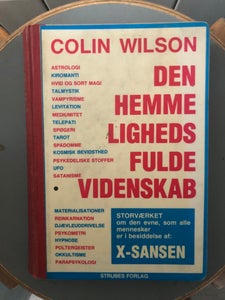 COLIN WILSON
ASTROLOGI
KIROMANTI
HVID OG SORT MAGI
TALMYSTIK
VAMPYRISME
LEVITATION
MEDIUMITET
TELEPATI
SPØGERI
TAROT
SPÅDOMME
KOSMISK BEVIDSTHED
PSYKEDELISKE STOFFER
UFO
SATANISME
DEN
HEMME
LIGHEDS
FULDE
VIDENSKAB
MATERIALISATIONER
REINKARNATION
DJÆVLEUDDRIVELSE
PSYKOMETRI
HYPNOSE
POLTERGEISTER
OKKULTISME
PARAPSYKOLOGI
STORVÆRKET
om den evne, som alle
mennesker
er i besiddelse af:
X-SANSEN
STRUBES FORLAG